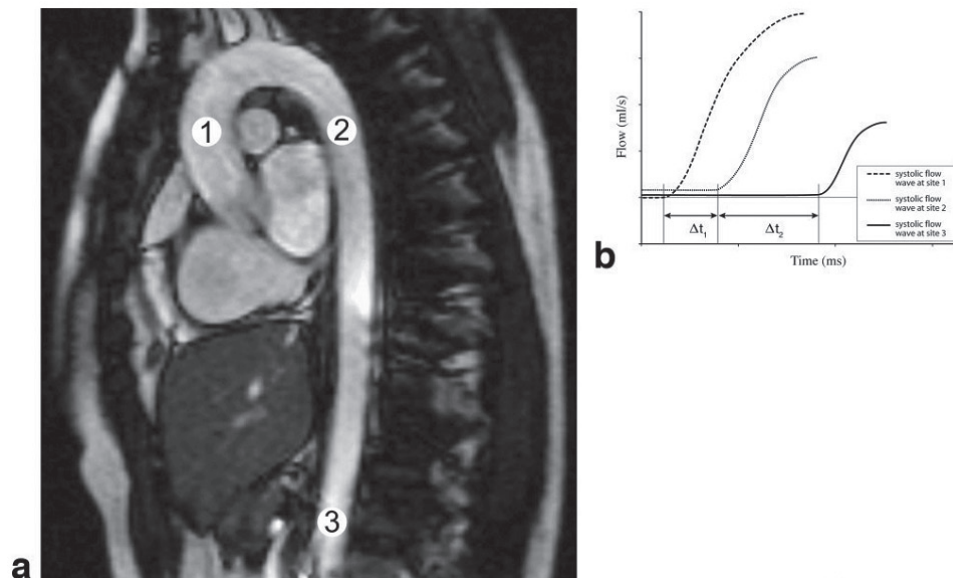 1
2
3
a
b
Flow (ml/s)
Δt₁
Δt₂
Time (ms)
systolic flow
wave at site 1
systolic flow
wave at site 2
systolic flow
wave at site 3